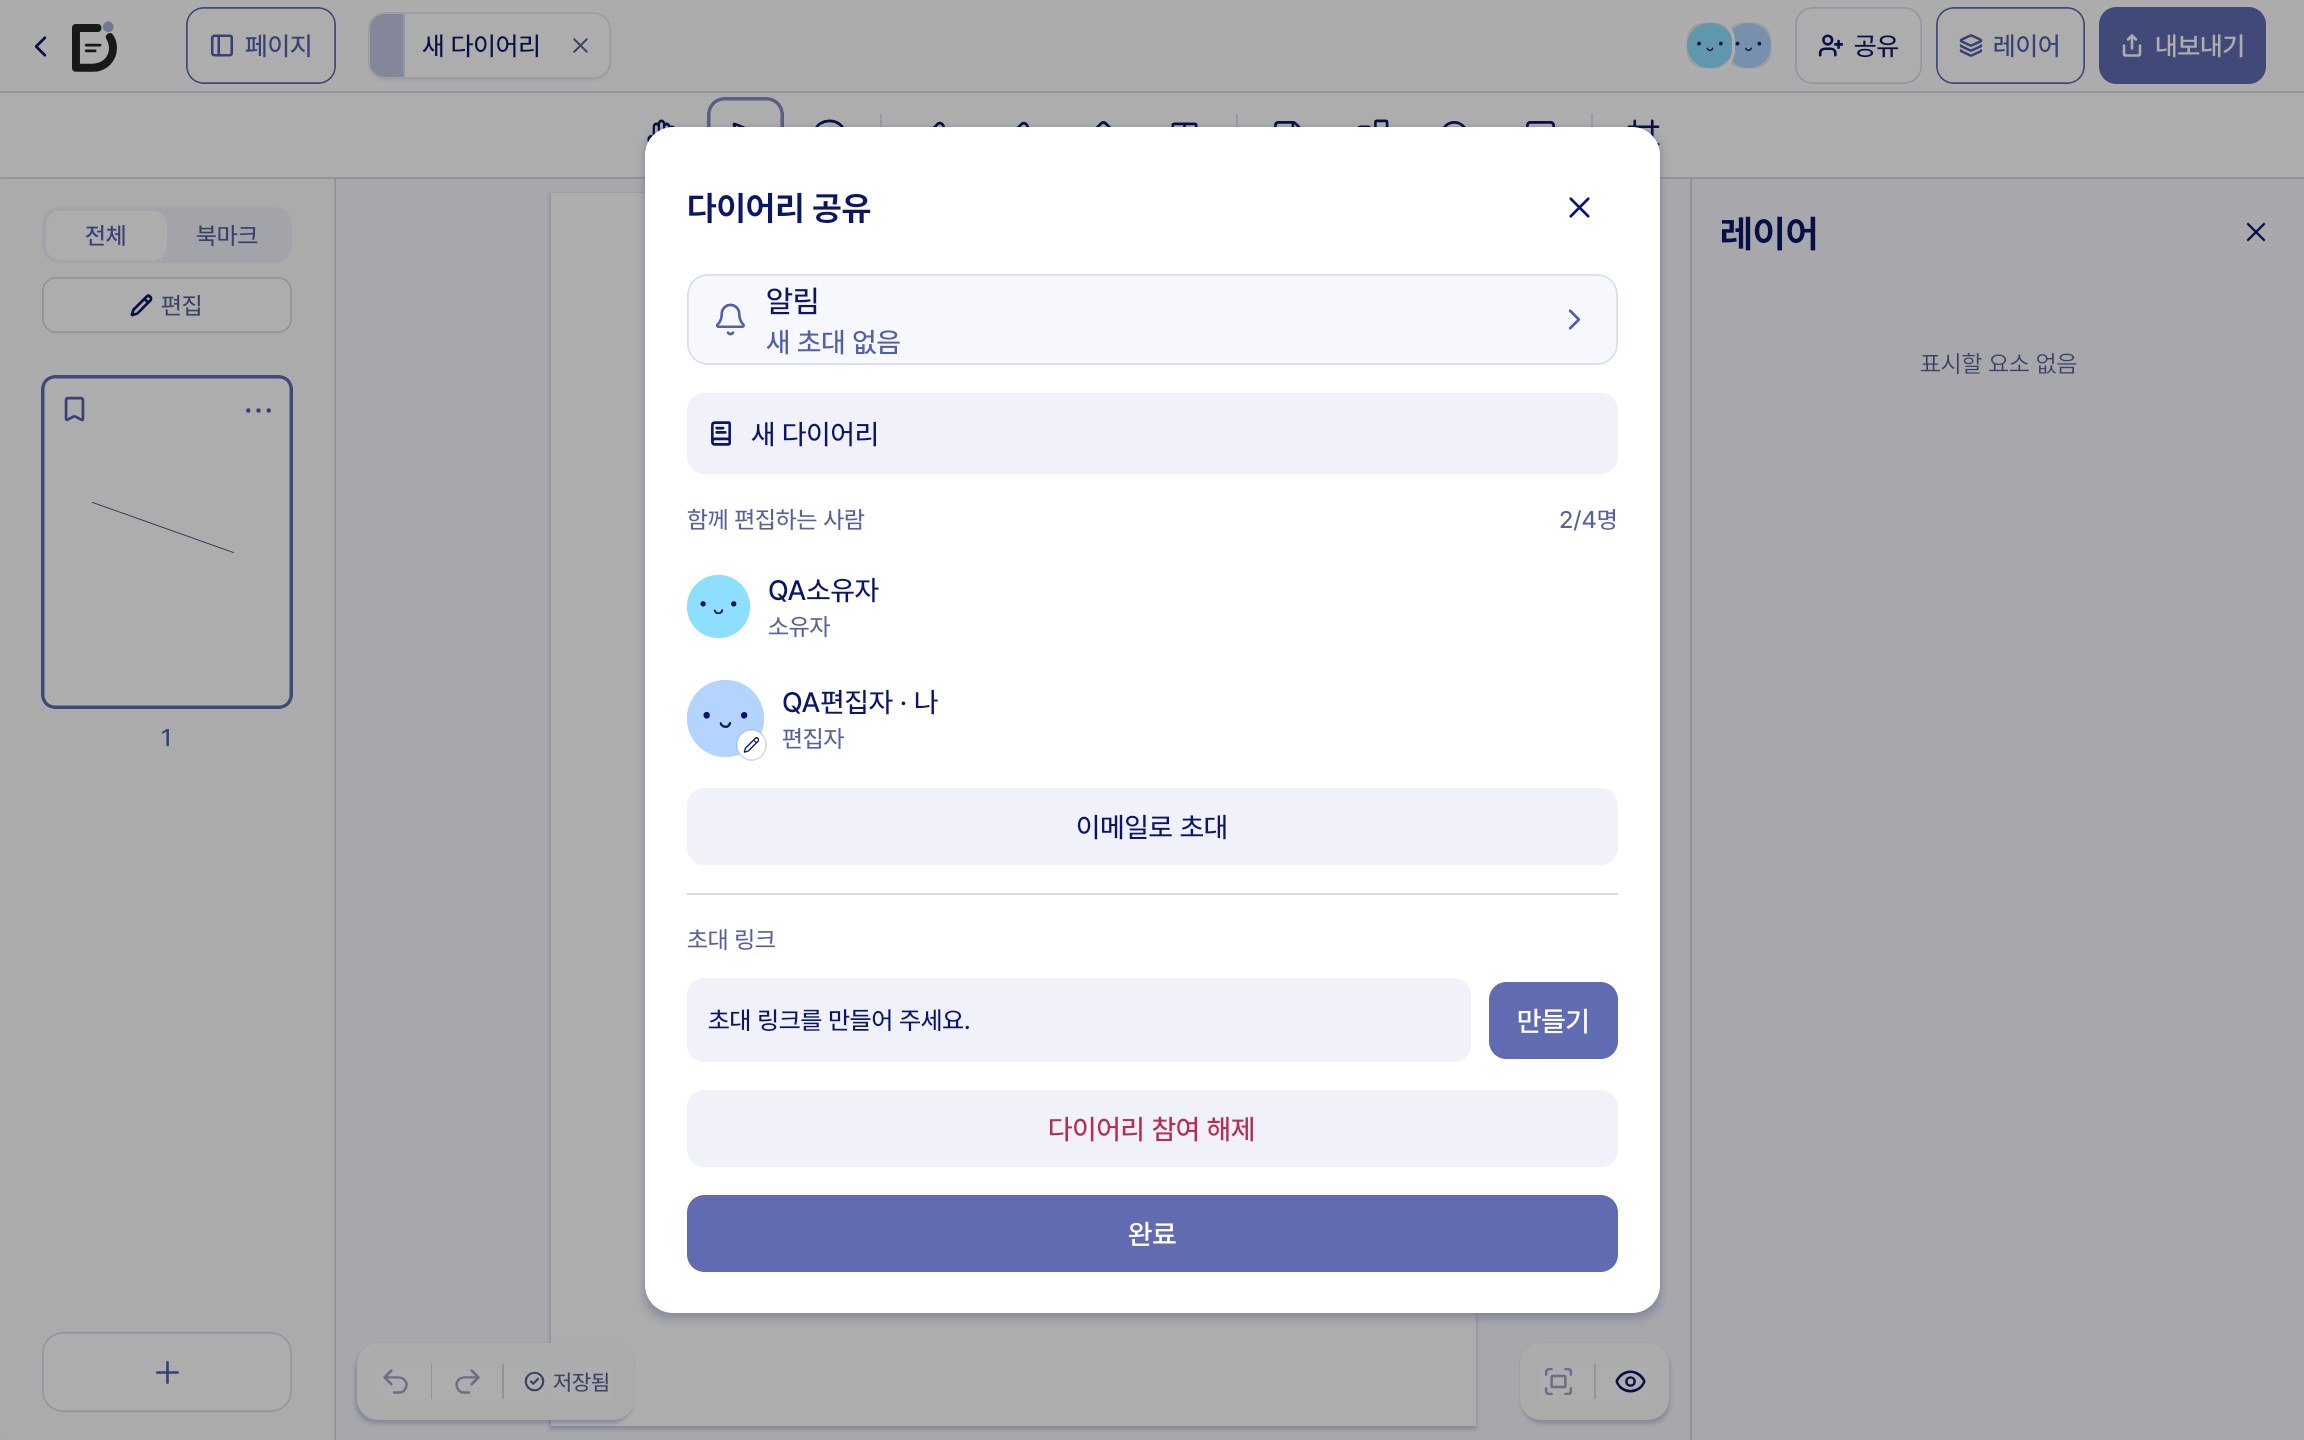 페이지
새 다이어리
공유
레이어
내보내기
전체
북마크
편집
1
다이어리 공유
알림
새 초대 없음
새 다이어리
함께 편집하는 사람
2/4명
QA소유자
소유자
QA편집자 · 나
편집자
이메일로 초대
초대 링크
초대 링크를 만들어 주세요.
만들기
다이어리 참여 해제
완료
저장됨
레이어
표시할 요소 없음